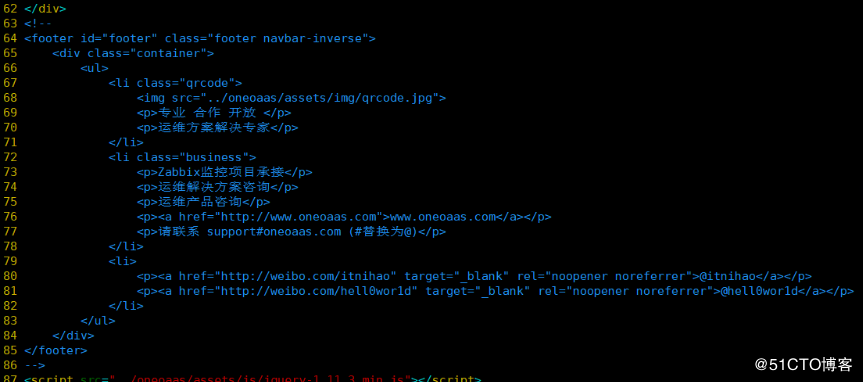 62 </div>
63 <!--
64 <footer id="footer" class="footer navbar-inverse">
65     <div class="container">
66         <ul>
67             <li class="qrcode">
68                 <img src="../oneoaas/assets/img/qrcode.jpg">
69                 <p>专业 合作 开放 </p>
70                 <p>运维方案解决专家</p>
71             </li>
72             <li class="business">
73                 <p>Zabbix监控项目承接</p>
74                 <p>运维解决方案咨询</p>
75                 <p>运维产品咨询</p>
76                 <p><a href="http://www.oneoaas.com">www.oneoaas.com</a></p>
77                 <p>请联系 support#oneoaas.com (#替换为@)</p>
78             </li>
79             <li>
80                 <p><a href="http://weibo.com/itnihao" target="_blank" rel="noopener noreferrer">@itnihao</a></p>
81                 <p><a href="http://weibo.com/hell0wor1d" target="_blank" rel="noopener noreferrer">@hell0wor1d</a></p>
82             </li>
83         </ul>
84     </div>
85 </footer>
86 -->
87 <script src="../oneoaas/assets/js/jquery-1.11.3.min.js"></script>
@51CTO博客